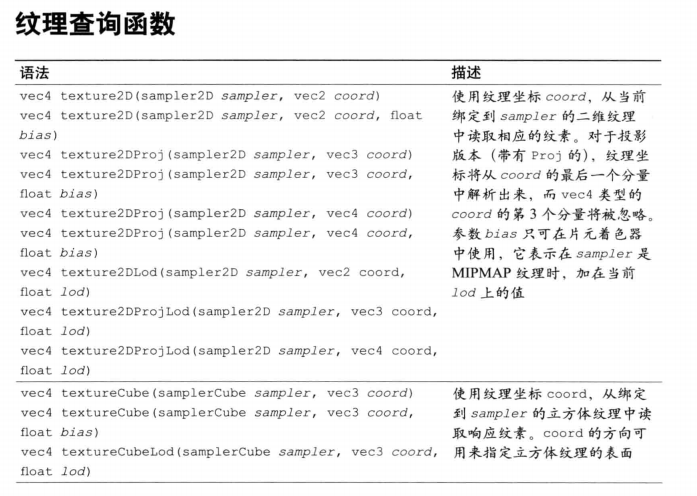 纹理查询函数
语法
vec4 texture2D(sampler2D sampler, vec2 coord)
vec4 texture2D(sampler2D sampler, vec2 coord, float
bias)
vec4 texture2DProj(sampler2D sampler, vec3 coord)
vec4 texture2DProj(sampler2D sampler, vec3 coord,
float bias)
vec4 texture2DProj(sampler2D sampler, vec4 coord)
vec4 texture2DProj(sampler2D sampler, vec4 coord,
float bias)
vec4 texture2DLod(sampler2D sampler, vec2 coord,
float lod)
vec4 texture2DProjLod(sampler2D sampler, vec3 coord,
float lod)
vec4 texture2DProjLod(sampler2D sampler, vec4 coord,
float lod)
描述
使用纹理坐标 coord，从当前
绑定到 sampler 的二维纹理
中读取相应的纹素。对于投影
版本（带有 Proj 的），纹理坐
标将从 coord 的最后一个分量
中解析出来，而 vec4 类型的
coord 的第 3 个分量将被忽略。
参数 bias 只可在片元着色器
中使用，它表示在 sampler 是
MIPMAP 纹理时，加在当前
lod 上的值
vec4 textureCube(samplerCube sampler, vec3 coord)
vec4 textureCube(samplerCube sampler, vec3 coord,
float bias)
vec4 textureCubeLod(samplerCube sampler, vec3 coord,
float lod)
使用纹理坐标 coord，从绑定
到 sampler 的立方体纹理中读
取响应纹素。coord 的方向可
用来指定立方体纹理的表面